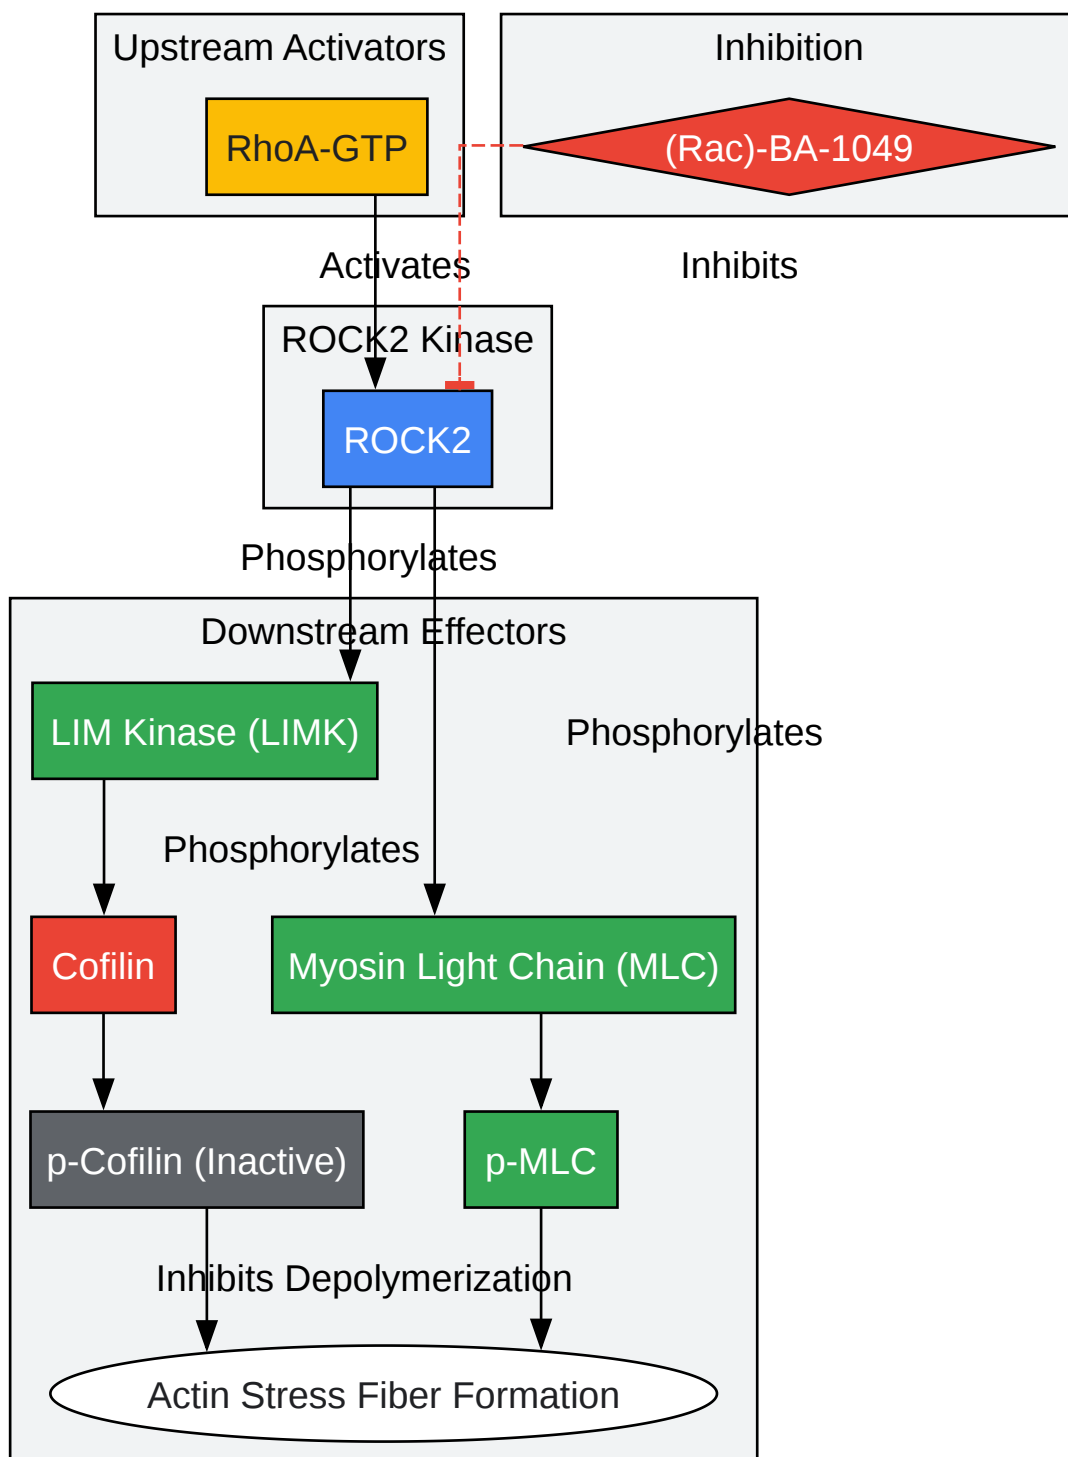 Upstream Activators
Inhibition
RhoA-GTP
(Rac)-BA-1049
Activates
Inhibits
ROCK2 Kinase
ROCK2
Phosphorylates
Downstream Effectors
LIM Kinase (LIMK)
Phosphorylates
Phosphorylates
Cofilin
Myosin Light Chain (MLC)
p-Cofilin (Inactive)
p-MLC
Inhibits Depolymerization
Actin Stress Fiber Formation